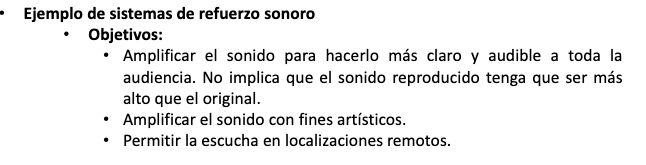 • Ejemplo de sistemas de refuerzo sonoro
• Objetivos:
• Amplificar el sonido para hacerlo más claro y audible a toda la
audiencia. No implica que el sonido reproducido tenga que ser más
alto que el original.
• Amplificar el sonido con fines artísticos.
• Permitir la escucha en localizaciones remotos.